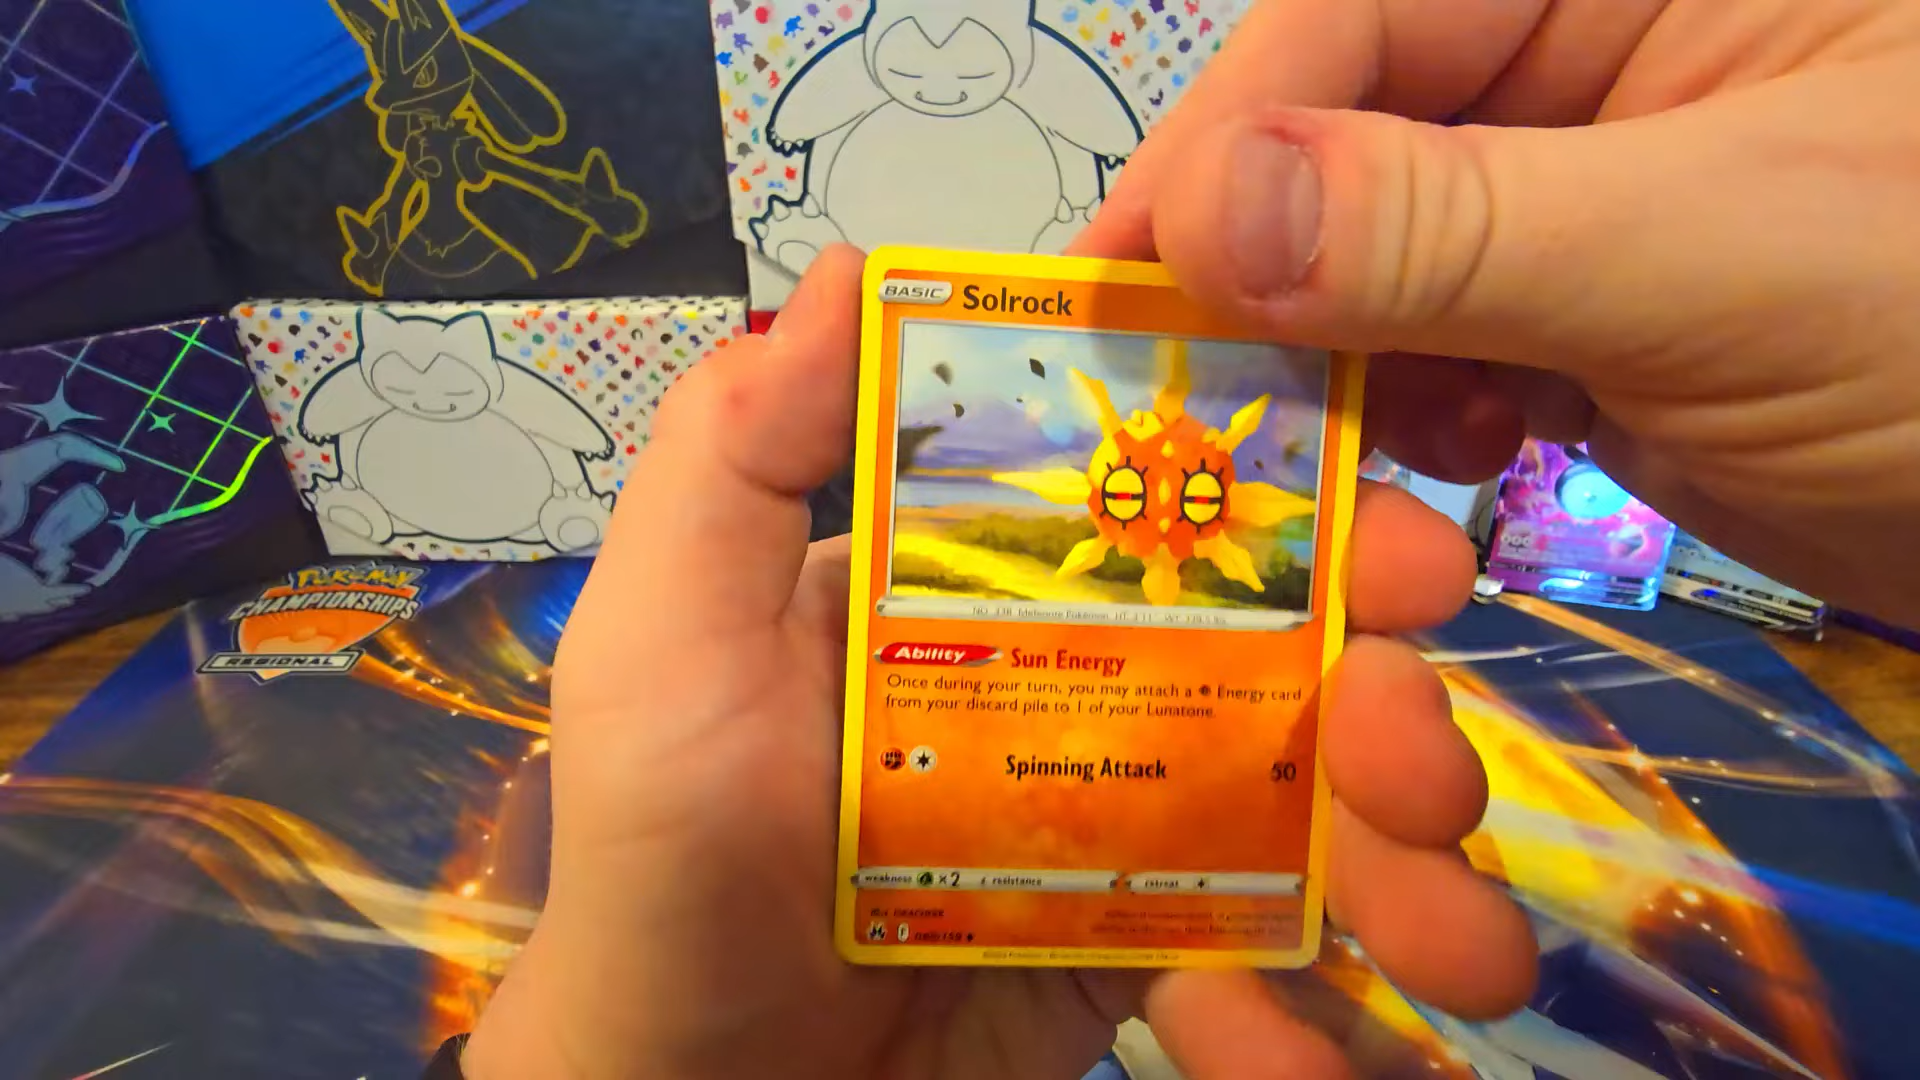 POKÉMON
CHAMPIONSHIPS
REGIONAL
BASIC Solrock
Ability Sun Energy
Once during your turn, you may attach a Energy card
from your discard pile to 1 of your Lunatone.
Spinning Attack 50
weakness ×2 resistance retreat